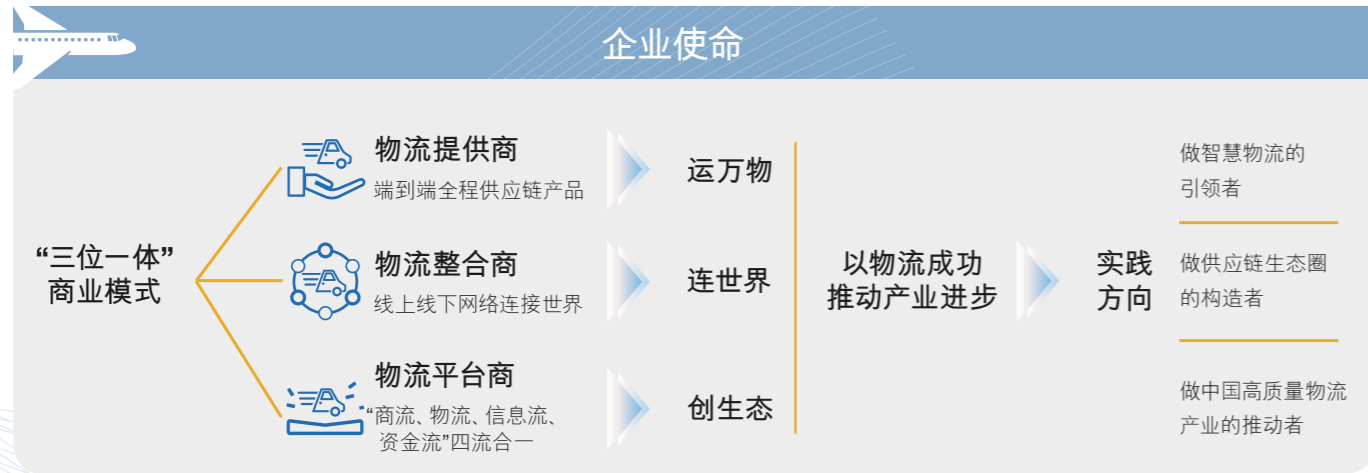 企业使命
“三位一体”
商业模式
物流提供商
端到端全程供应链产品
运万物
物流整合商
线上线下网络连接世界
连世界
物流平台商
“商流、物流、信息流、
资金流”四流合一
创生态
以物流成功
推动产业进步
实践
方向
做智慧物流的
引领者
做供应链生态圈
的构造者
做中国高质量物流
产业的推动者